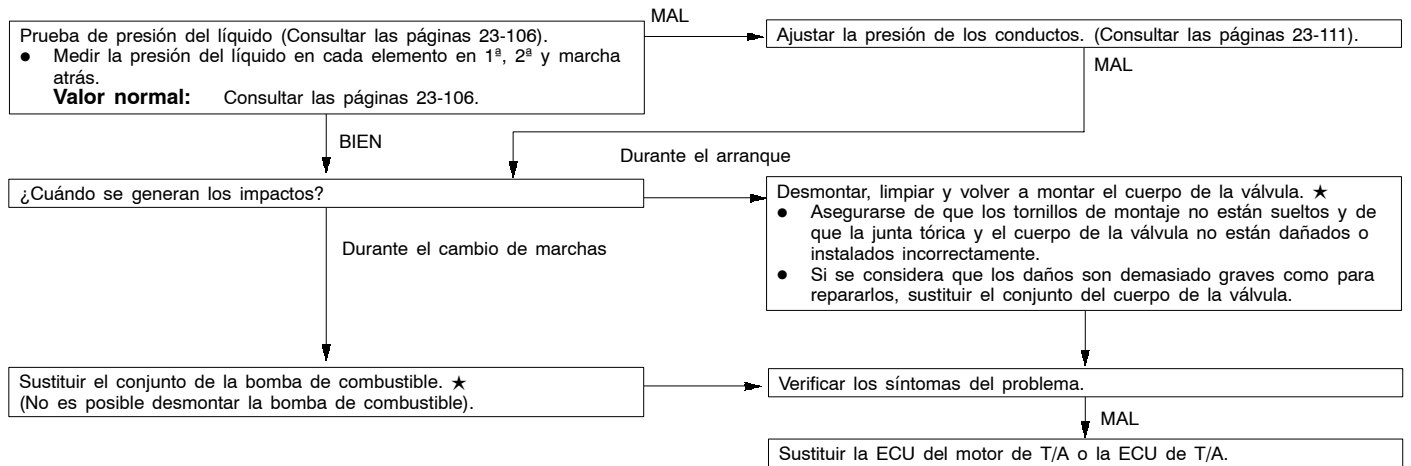 MAL
Prueba de presión del líquido (Consultar las páginas 23-106).
● Medir la presión del líquido en cada elemento en 1ª, 2ª y marcha
atrás.
Valor normal: Consultar las páginas 23-106.
Ajustar la presión de los conductos. (Consultar las páginas 23-111).
MAL
BIEN
Durante el arranque
¿Cuándo se generan los impactos?
Desmontar, limpiar y volver a montar el cuerpo de la válvula. ★
● Asegurarse de que los tornillos de montaje no están sueltos y de
que la junta tórica y el cuerpo de la válvula no están dañados o
instalados incorrectamente.
● Si se considera que los daños son demasiado graves como para
repararlos, sustituir el conjunto del cuerpo de la válvula.
Durante el cambio de marchas
Sustituir el conjunto de la bomba de combustible. ★
(No es posible desmontar la bomba de combustible).
Verificar los síntomas del problema.
MAL
Sustituir la ECU del motor de T/A o la ECU de T/A.